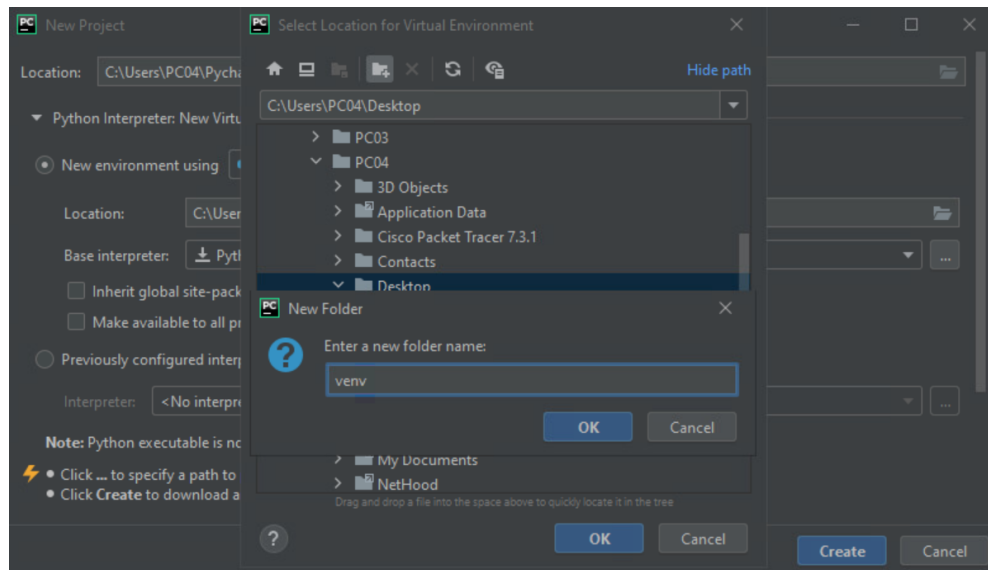 New Project
Select Location for Virtual Environment
Location: C:\Users\PC04\Pych
Hide path
C:\Users\PC04\Desktop
Python Interpreter: New Virtu
PC03
PC04
New environment using
3D Objects
Location: C:\User
Application Data
Cisco Packet Tracer 7.3.1
Base interpreter: Pyth
...
Contacts
Desktop
Inherit global site-pack
New Folder
Make available to all pr
Enter a new folder name:
Previously configured interp
venv
Interpreter: <No interpre
...
OK Cancel
Note: Python executable is no
My Documents
Click ... to specify a path to
NetHood
Click Create to download a
Drag and drop a file into the space above to quickly locate it in the tree
? OK Cancel
Create Cancel